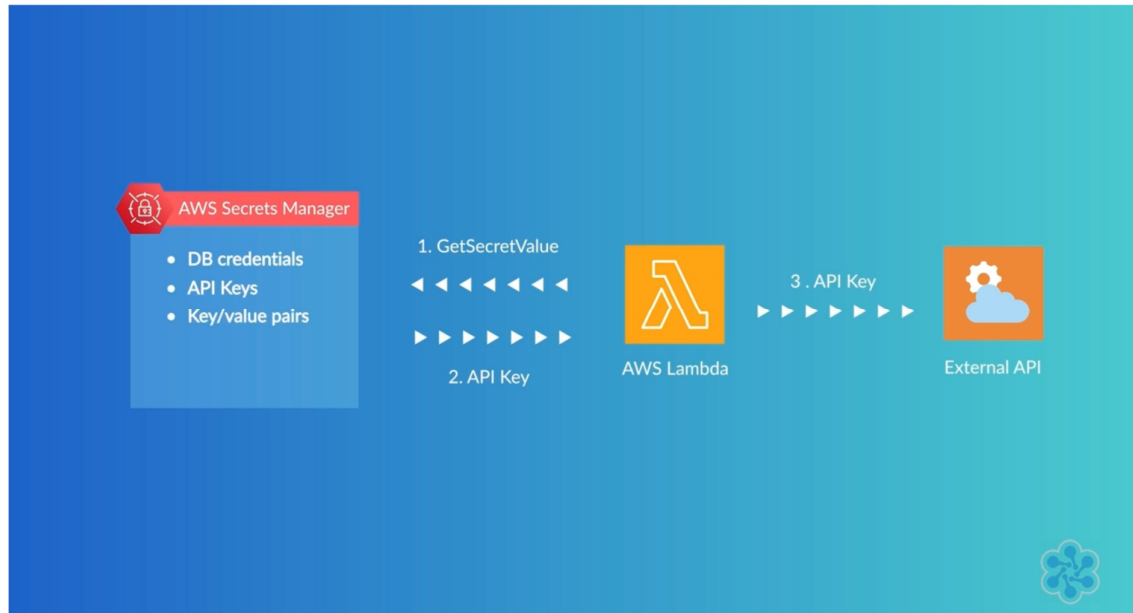 AWS Secrets Manager
• DB credentials
• API Keys
• Key/value pairs
1. GetSecretValue
2. API Key
AWS Lambda
3 . API Key
External API